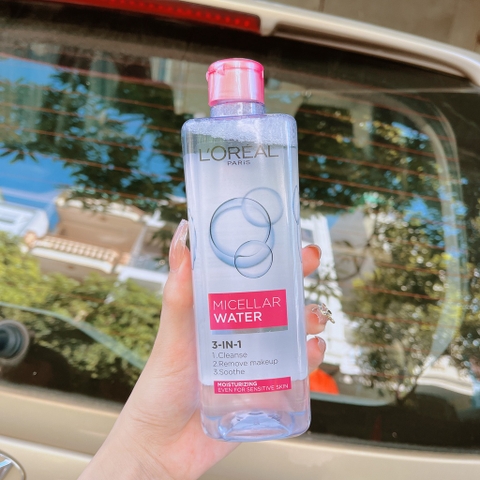 L'ORÉAL
PARIS
MICELLAR
WATER
3-IN-1
1.Cleanse
2.Remove makeup
3.Soothe
MOISTURIZING
EVEN FOR SENSITIVE SKIN